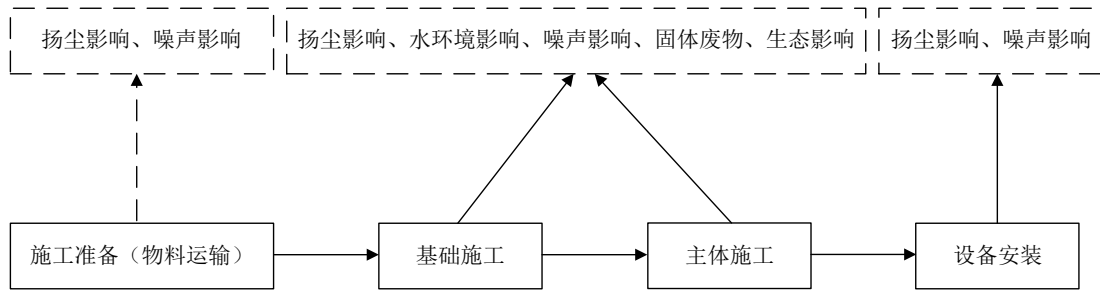 扬尘影响、噪声影响
扬尘影响、水环境影响、噪声影响、固体废物、生态影响
扬尘影响、噪声影响
施工准备（物料运输）
基础施工
主体施工
设备安装